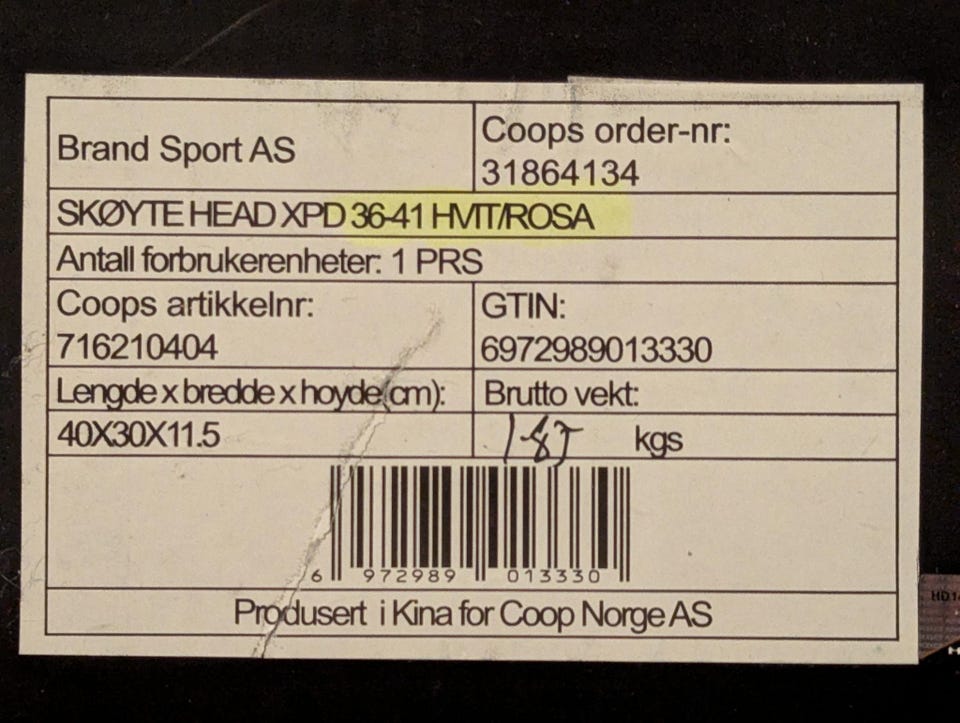 Brand Sport AS
Coops order-nr:
31864134
SKØYTE HEAD XPD 36-41 HVIT/ROSA
Antall forbrukerenheter: 1 PRS
Coops artikkelnr:
716210404
GTIN:
6972989013330
Lengde x bredde x hoyde(cm):
Brutto vekt:
40X30X11.5
1.85 kgs
6 972989 013330
Produsert i Kina for Coop Norge AS